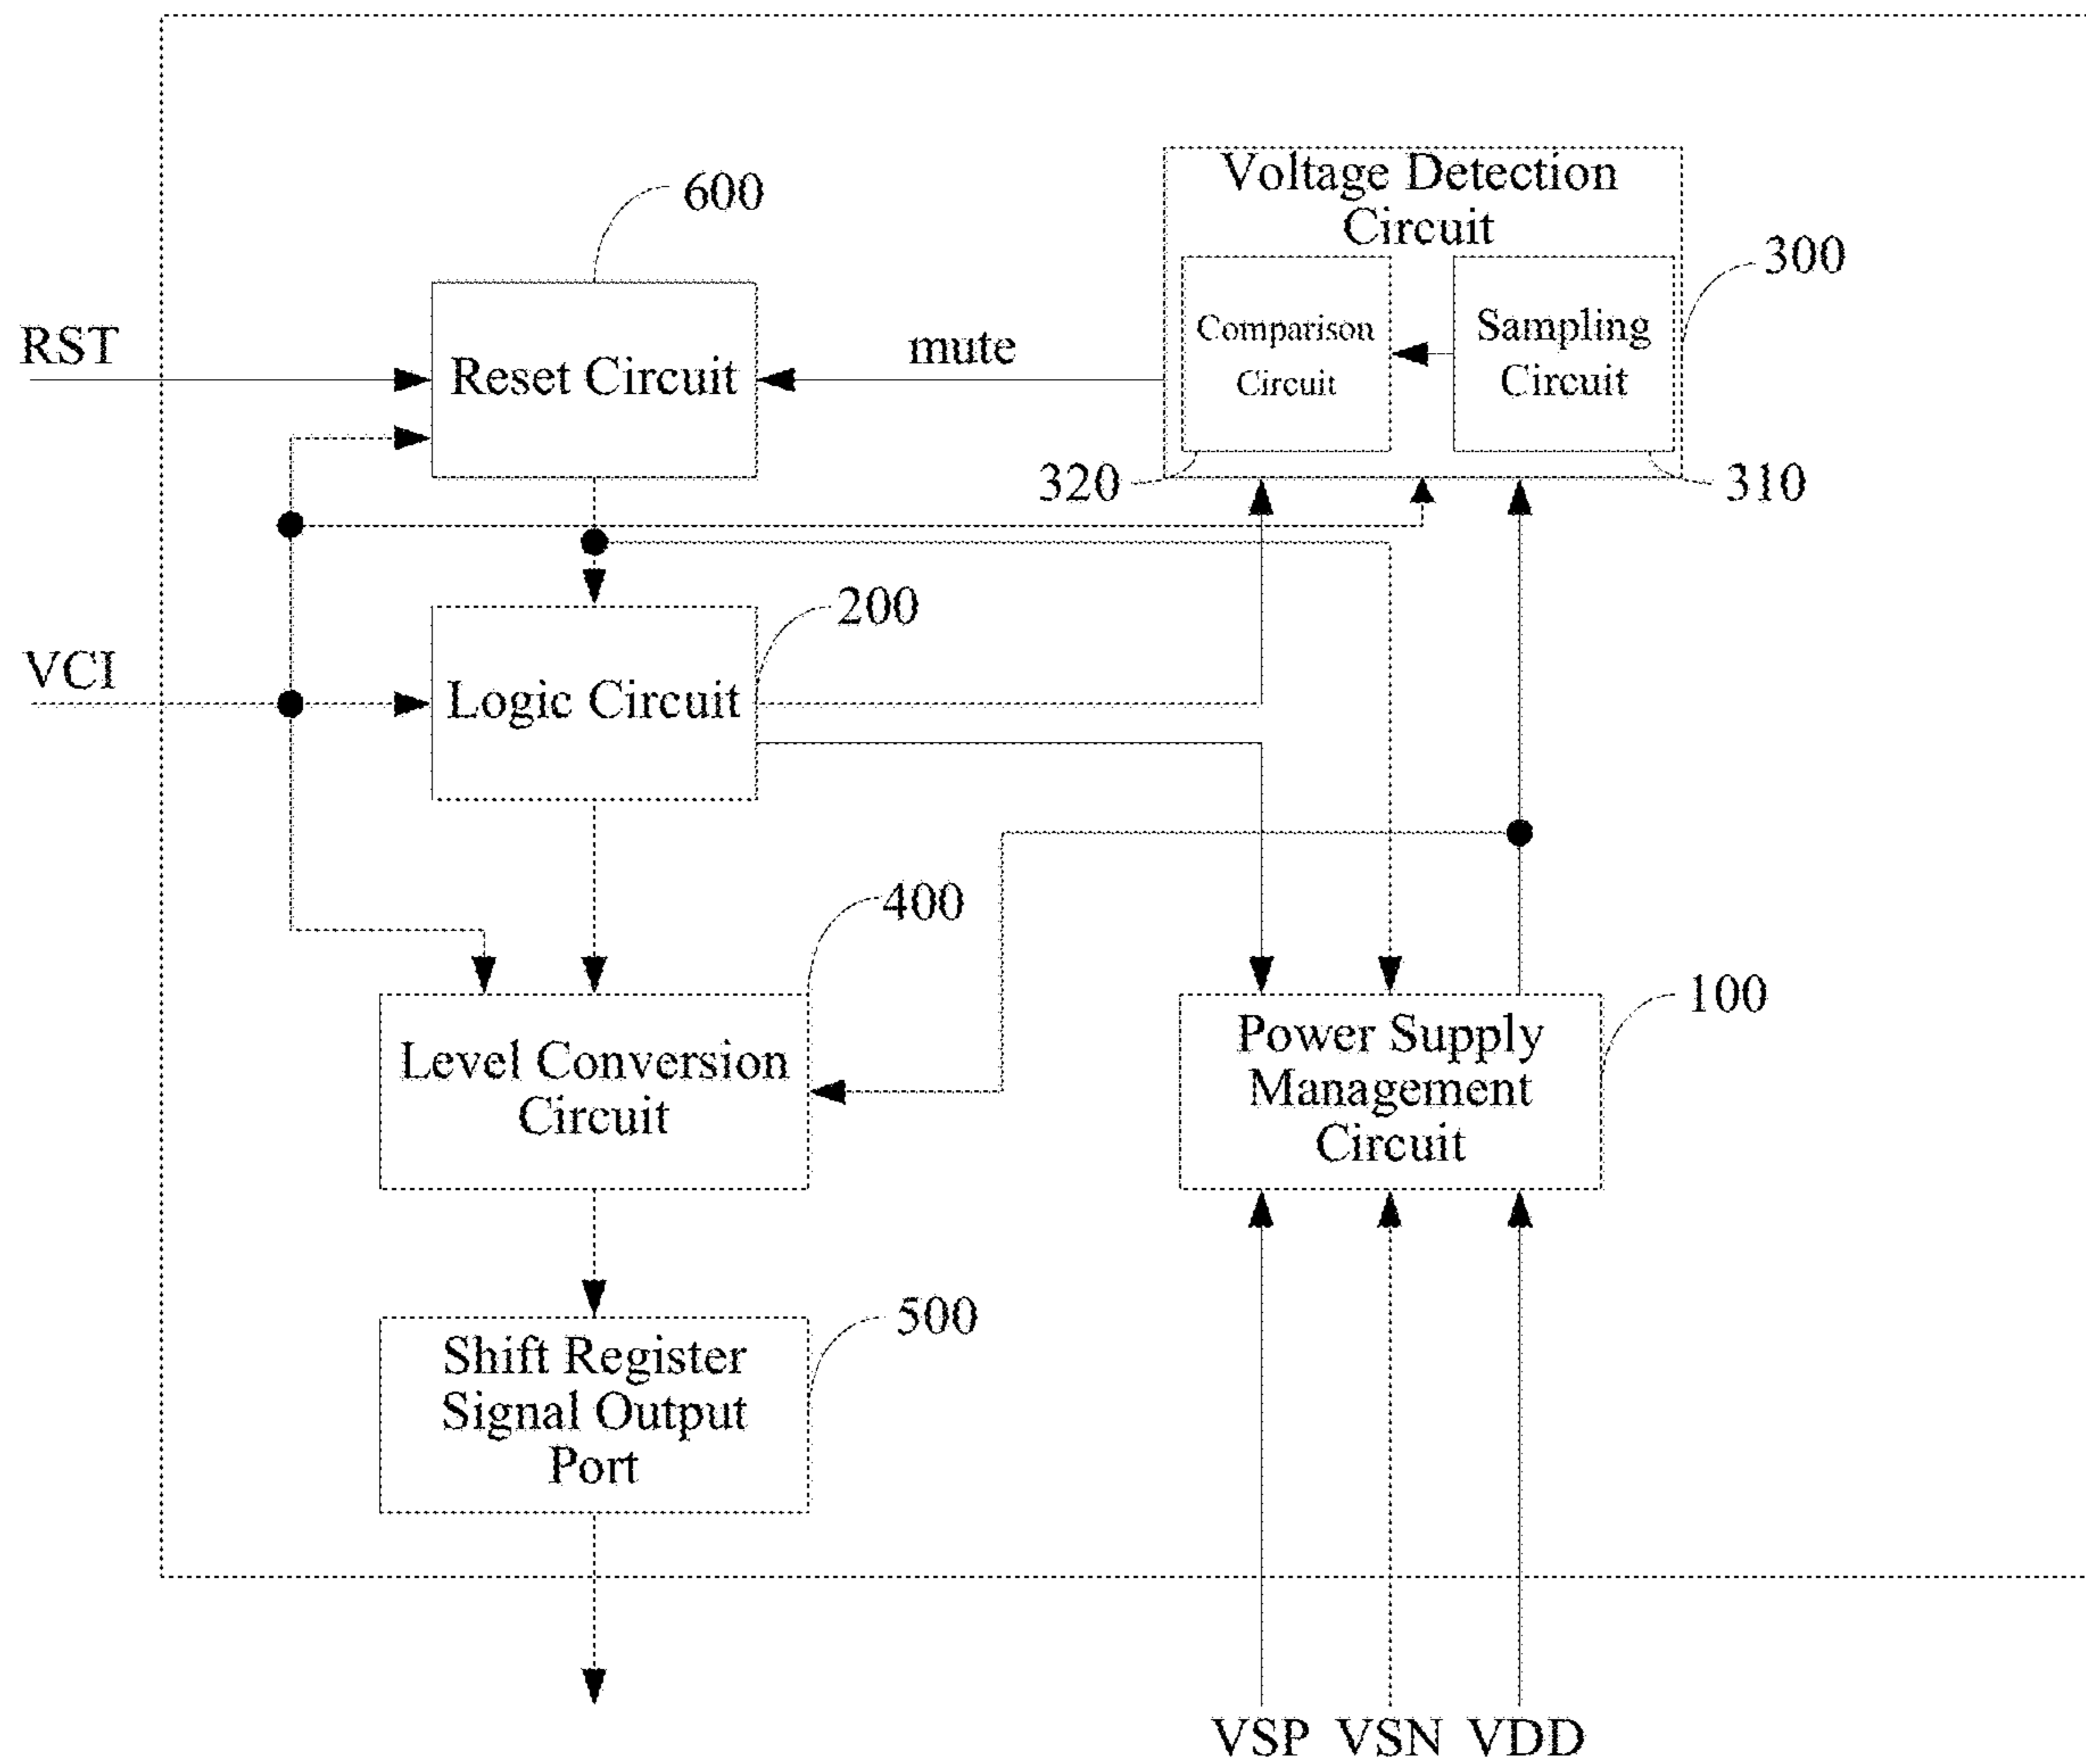 Voltage Detection
Circuit
600
300
Comparison
Circuit
Sampling
Circuit
RST
mute
Reset Circuit
320
310
200
VCI
Logic Circuit
400
100
Power Supply
Management
Circuit
Level Conversion
Circuit
500
Shift Register
Signal Output
Port
VSP VSN VDD